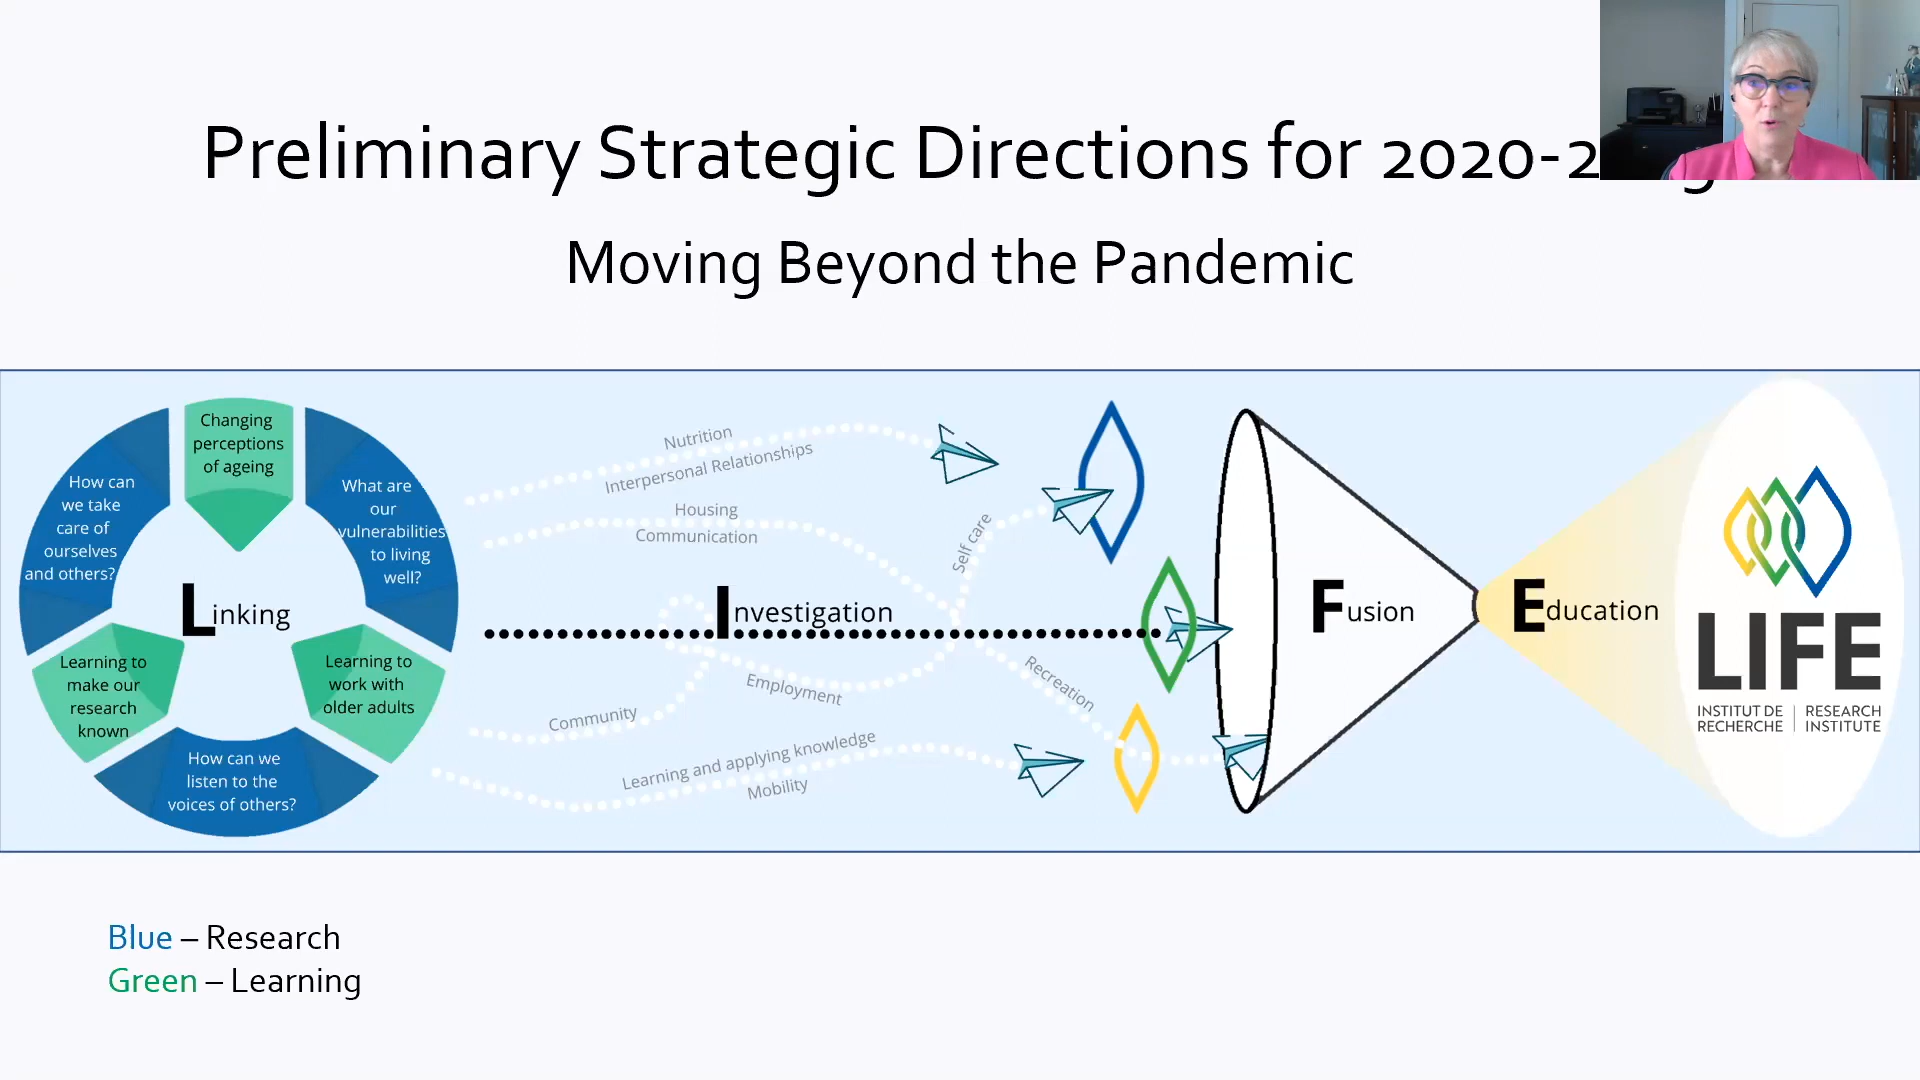 Preliminary Strategic Directions for 2020-2
Moving Beyond the Pandemic
Changing
perceptions
of ageing
How can
we take
care of
ourselves
and others?
What are
our
vulnerabilities
to living
well?
Linking
Learning to
make our
research
known
Learning to
work with
older adults
How can we
listen to the
voices of others?
Nutrition
Interpersonal Relationships
Housing
Communication
Self care
Investigation
Employment
Recreation
Community
Learning and applying knowledge
Mobility
Fusion
Education
LIFE
INSTITUT DE RECHERCHE | RESEARCH INSTITUTE
Blue – Research
Green – Learning